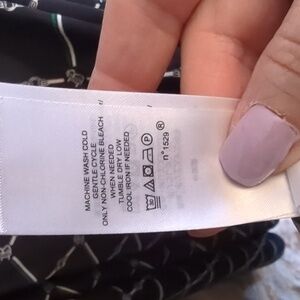 MACHINE WASH COLD
GENTLE CYCLE
ONLY NON-CHLORINE BLEACH
WHEN NEEDED
TUMBLE DRY LOW
COOL IRON IF NEEDED
n°1529